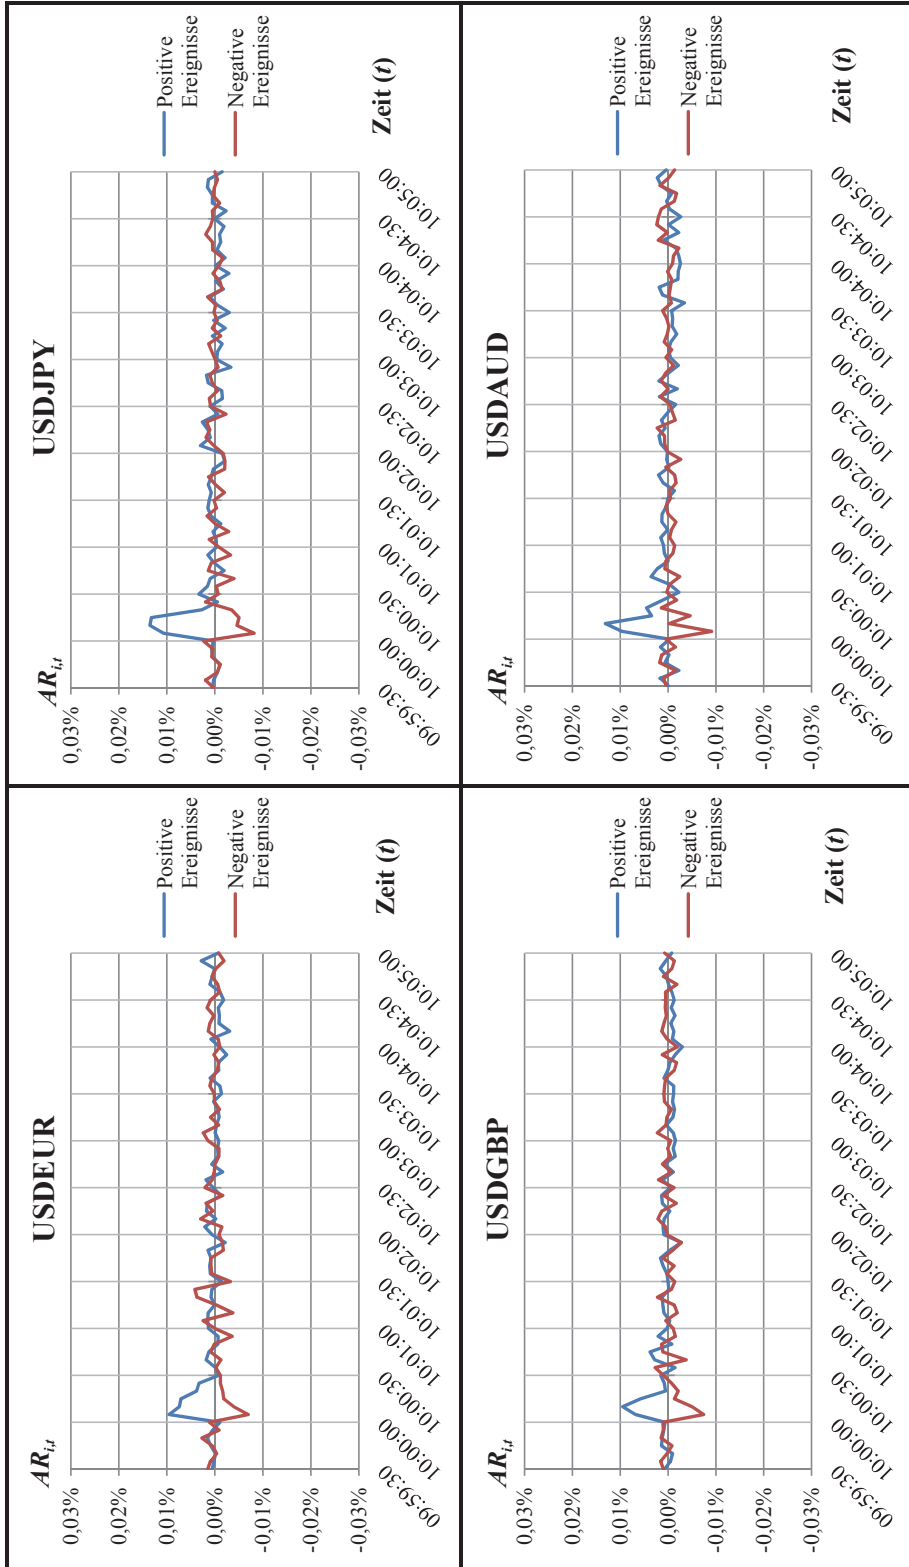 USDEUR
AR_{i,t}
0,03%
0,02%
0,01%
0,00%
-0,01%
-0,02%
-0,03%
09:59:30
10:00:00
10:00:30
10:01:00
10:01:30
10:02:00
10:02:30
10:03:00
10:03:30
10:04:00
10:04:30
10:05:00
Positive
Ereignisse
Negative
Ereignisse
Zeit (t)
USDJPY
AR_{i,t}
0,03%
0,02%
0,01%
0,00%
-0,01%
-0,02%
-0,03%
09:59:30
10:00:00
10:00:30
10:01:00
10:01:30
10:02:00
10:02:30
10:03:00
10:03:30
10:04:00
10:04:30
10:05:00
Positive
Ereignisse
Negative
Ereignisse
Zeit (t)
USDGBP
AR_{i,t}
0,03%
0,02%
0,01%
0,00%
-0,01%
-0,02%
-0,03%
09:59:30
10:00:00
10:00:30
10:01:00
10:01:30
10:02:00
10:02:30
10:03:00
10:03:30
10:04:00
10:04:30
10:05:00
Positive
Ereignisse
Negative
Ereignisse
Zeit (t)
USDAUD
AR_{i,t}
0,03%
0,02%
0,01%
0,00%
-0,01%
-0,02%
-0,03%
09:59:30
10:00:00
10:00:30
10:01:00
10:01:30
10:02:00
10:02:30
10:03:00
10:03:30
10:04:00
10:04:30
10:05:00
Positive
Ereignisse
Negative
Ereignisse
Zeit (t)